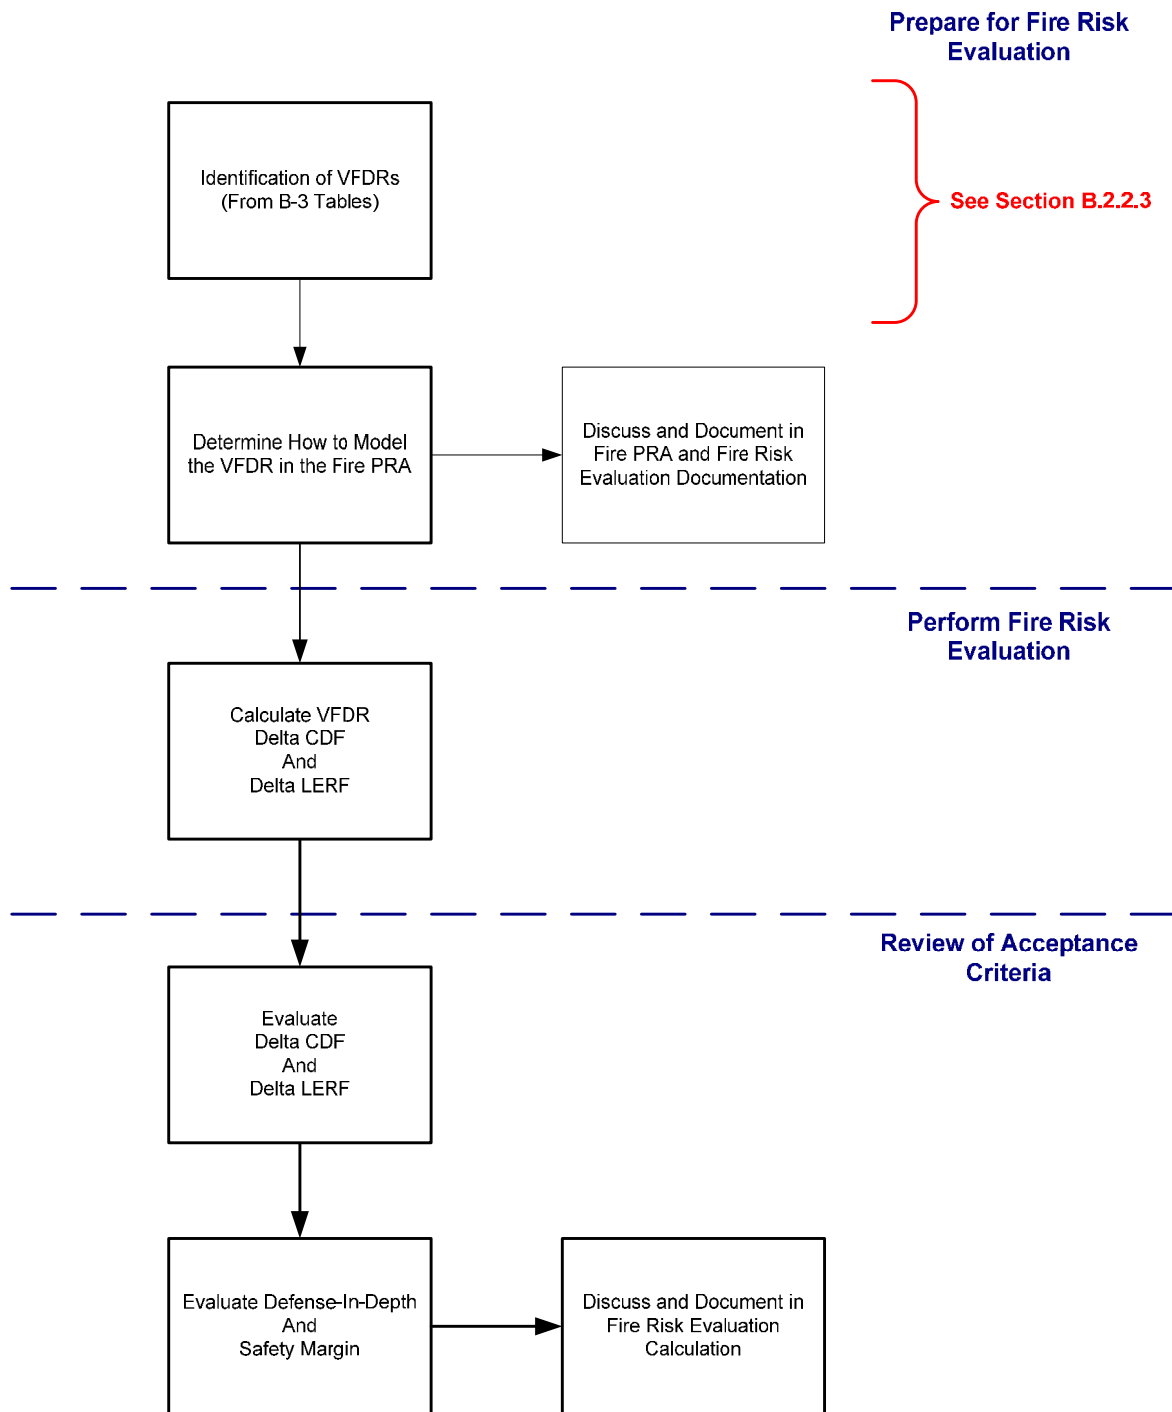 Prepare for Fire Risk
Evaluation
Identification of VFDRs
(From B-3 Tables)
See Section B.2.2.3
Determine How to Model
the VFDR in the Fire PRA
Discuss and Document in
Fire PRA and Fire Risk
Evaluation Documentation
Perform Fire Risk
Evaluation
Calculate VFDR
Delta CDF
And
Delta LERF
Review of Acceptance
Criteria
Evaluate
Delta CDF
And
Delta LERF
Evaluate Defense-In-Depth
And
Safety Margin
Discuss and Document in
Fire Risk Evaluation
Calculation